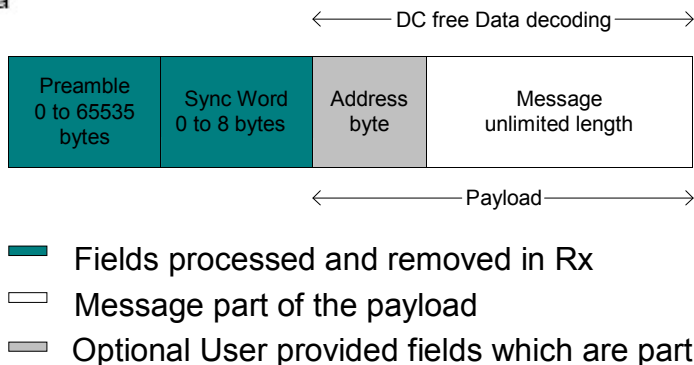 DC free Data decoding
Preamble
0 to 65535
bytes
Sync Word
0 to 8 bytes
Address
byte
Message
unlimited length
Payload
Fields processed and removed in Rx
Message part of the payload
Optional User provided fields which are part